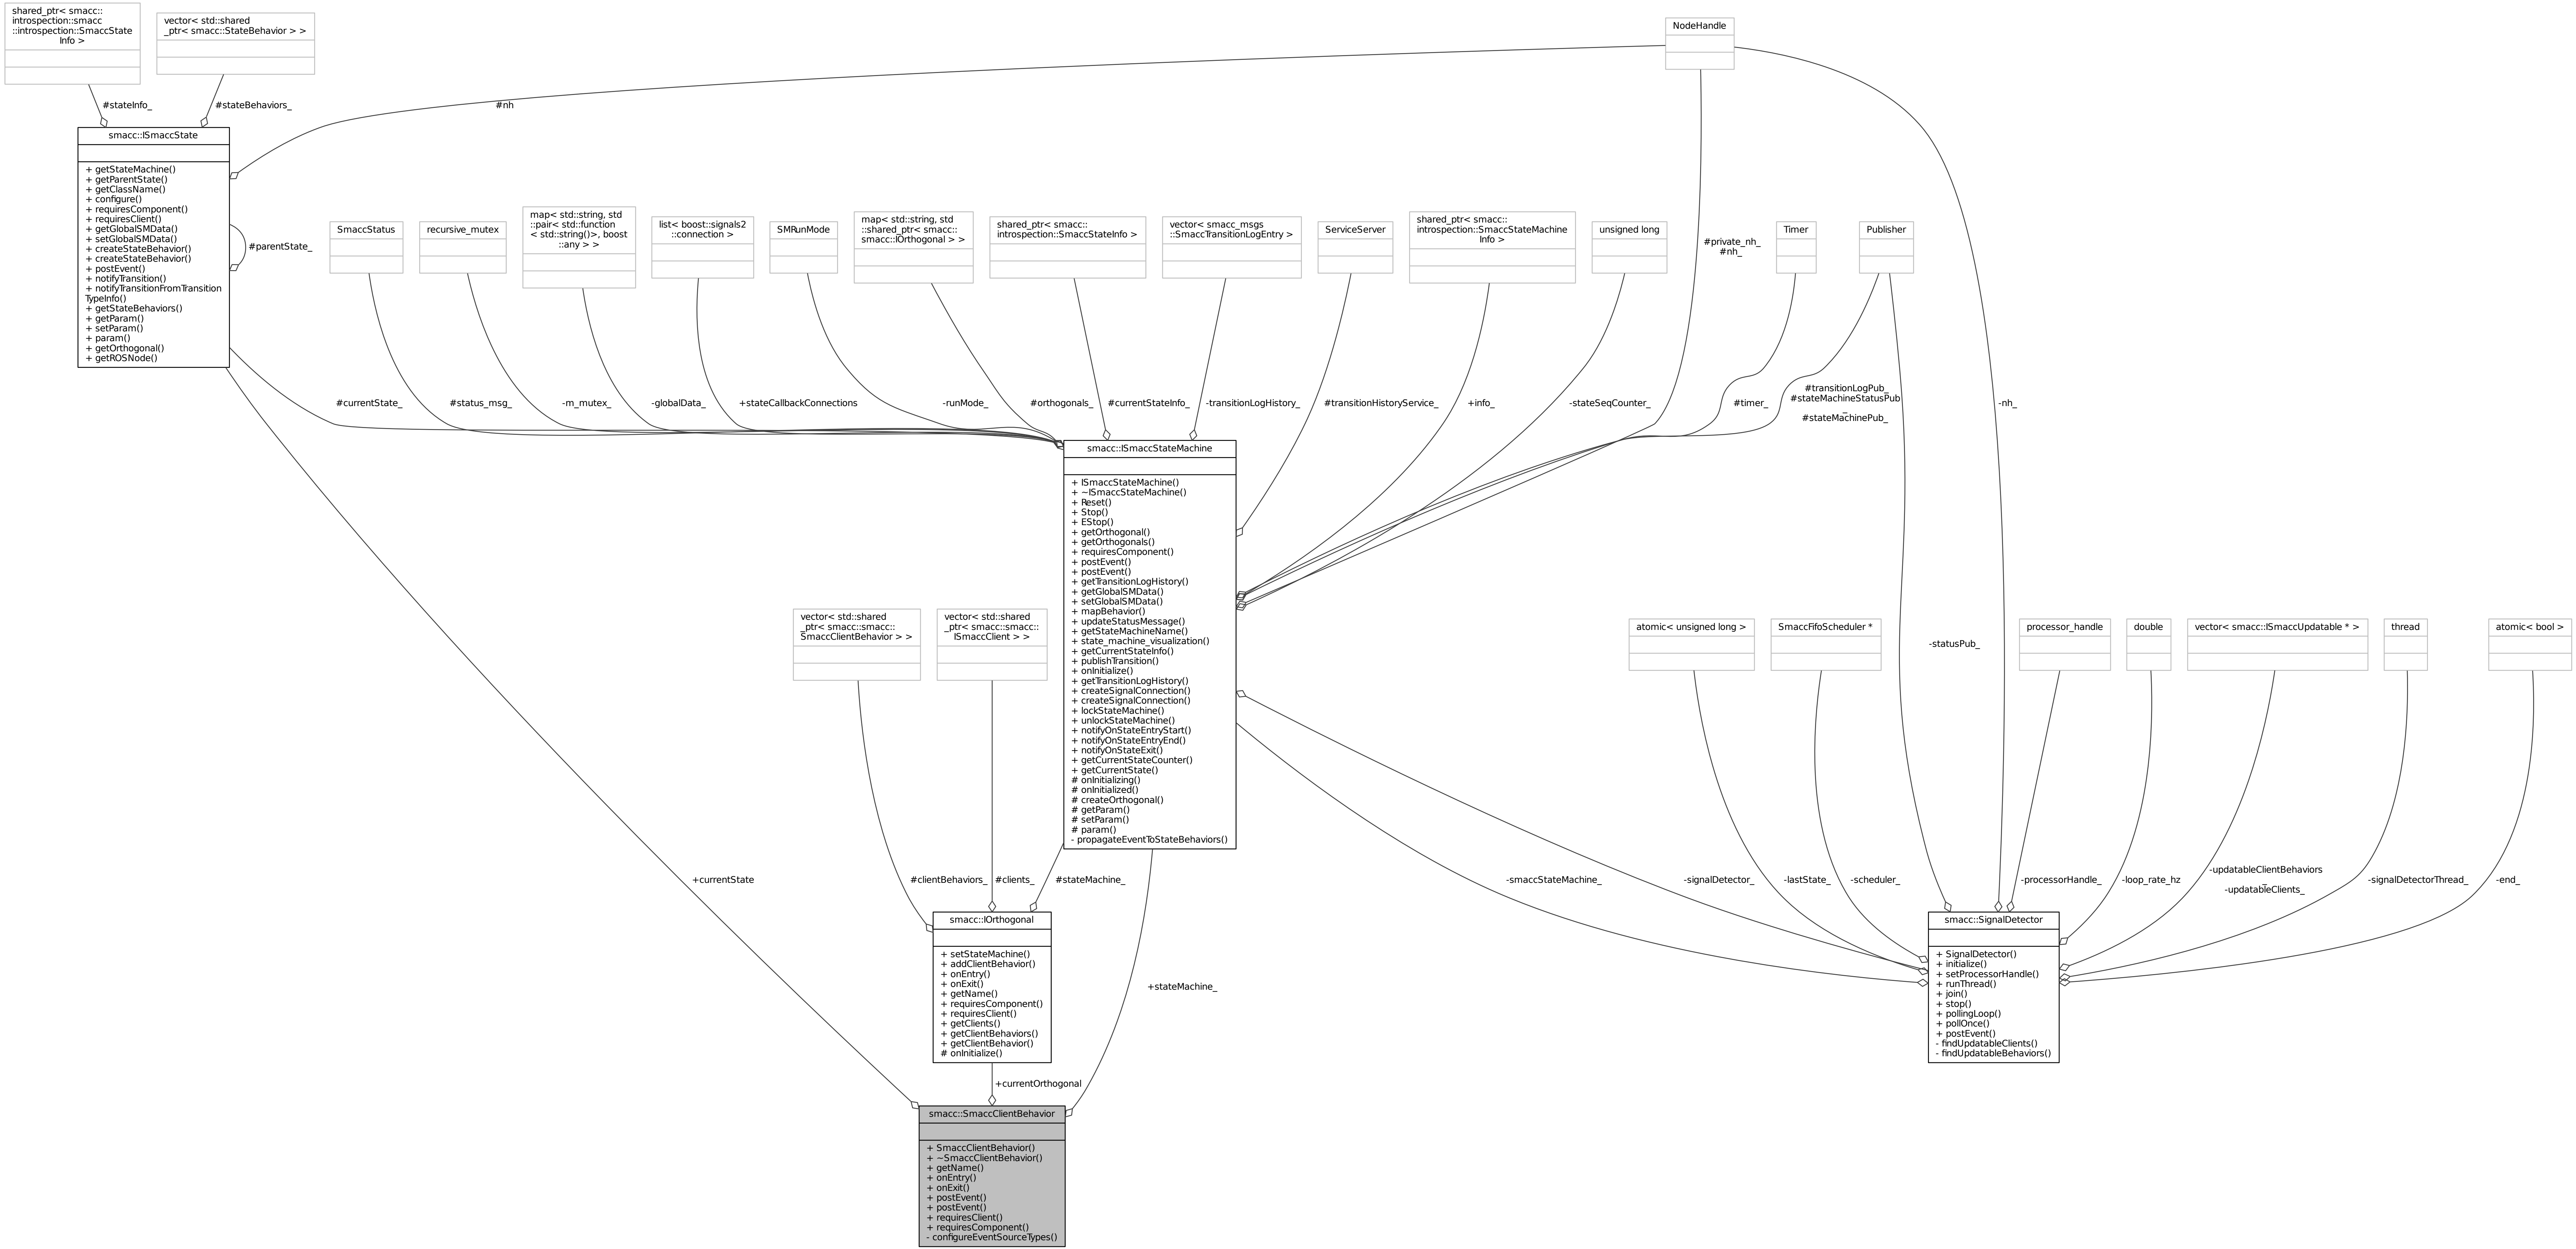 shared_ptr< smacc::
introspection::smacc
::introspection::SmaccState
Info >
vector< std::shared
_ptr< smacc::StateBehavior > >
NodeHandle
#stateInfo_
#stateBehaviors_
#nh
smacc::ISmaccState
+ getStateMachine()
+ getParentState()
+ getClassName()
+ configure()
+ requiresComponent()
+ requiresClient()
+ getGlobalSMData()
+ setGlobalSMData()
+ createStateBehavior()
+ createStateBehavior()
+ postEvent()
+ notifyTransition()
+ notifyTransitionFromTransition
TypeInfo()
+ getStateBehaviors()
+ getParam()
+ setParam()
+ param()
+ getOrthogonal()
+ getROSNode()
#parentState_
SmaccStatus
recursive_mutex
map< std::string, std
::pair< std::function
< std::string()>, boost
::any > >
list< boost::signals2
::connection >
SMRunMode
map< std::string, std
::shared_ptr< smacc::
smacc::IOrthogonal > >
shared_ptr< smacc::
introspection::SmaccStateInfo >
vector< smacc_msgs
::SmaccTransitionLogEntry >
ServiceServer
shared_ptr< smacc::
introspection::SmaccStateMachine
Info >
unsigned long
#private_nh_
#nh_
Timer
Publisher
#currentState_
#status_msg_
-m_mutex_
-globalData_
+stateCallbackConnections
-runMode_
#orthogonals_
#currentStateInfo_
-transitionLogHistory_
#transitionHistoryService_
+info_
-stateSeqCounter_
#timer_
#transitionLogPub_
#stateMachineStatusPub
_
#stateMachinePub_
-nh_
smacc::ISmaccStateMachine
+ ISmaccStateMachine()
+ ~ISmaccStateMachine()
+ Reset()
+ Stop()
+ EStop()
+ getOrthogonal()
+ getOrthogonals()
+ requiresComponent()
+ postEvent()
+ postEvent()
+ getTransitionLogHistory()
+ getGlobalSMData()
+ setGlobalSMData()
+ mapBehavior()
+ updateStatusMessage()
+ getStateMachineName()
+ state_machine_visualization()
+ getCurrentStateInfo()
+ publishTransition()
+ onInitialize()
+ getTransitionLogHistory()
+ createSignalConnection()
+ createSignalConnection()
+ lockStateMachine()
+ unlockStateMachine()
+ notifyOnStateEntryStart()
+ notifyOnStateEntryEnd()
+ notifyOnStateExit()
+ getCurrentStateCounter()
+ getCurrentState()
# onInitializing()
# onInitialized()
# createOrthogonal()
# getParam()
# setParam()
# param()
- propagateEventToStateBehaviors()
vector< std::shared
_ptr< smacc::smacc::
SmaccClientBehavior > >
vector< std::shared
_ptr< smacc::smacc::
ISmaccClient > >
atomic< unsigned long >
SmaccFifoScheduler *
-statusPub_
processor_handle
double
vector< smacc::ISmaccUpdatable * >
thread
atomic< bool >
+currentState
#clientBehaviors_
#clients_
#stateMachine_
-smaccStateMachine_
-signalDetector_
-lastState_
-scheduler_
-processorHandle_
-loop_rate_hz
-updatableClientBehaviors
_
-updatableClients_
-signalDetectorThread_
-end_
smacc::IOrthogonal
+ setStateMachine()
+ addClientBehavior()
+ onEntry()
+ onExit()
+ getName()
+ requiresComponent()
+ requiresClient()
+ getClients()
+ getClientBehaviors()
+ getClientBehavior()
# onInitialize()
+stateMachine_
smacc::SignalDetector
+ SignalDetector()
+ initialize()
+ setProcessorHandle()
+ runThread()
+ join()
+ stop()
+ pollingLoop()
+ pollOnce()
+ postEvent()
- findUpdatableClients()
- findUpdatableBehaviors()
+currentOrthogonal
smacc::SmaccClientBehavior
+ SmaccClientBehavior()
+ ~SmaccClientBehavior()
+ getName()
+ onEntry()
+ onExit()
+ postEvent()
+ postEvent()
+ requiresClient()
+ requiresComponent()
- configureEventSourceTypes()